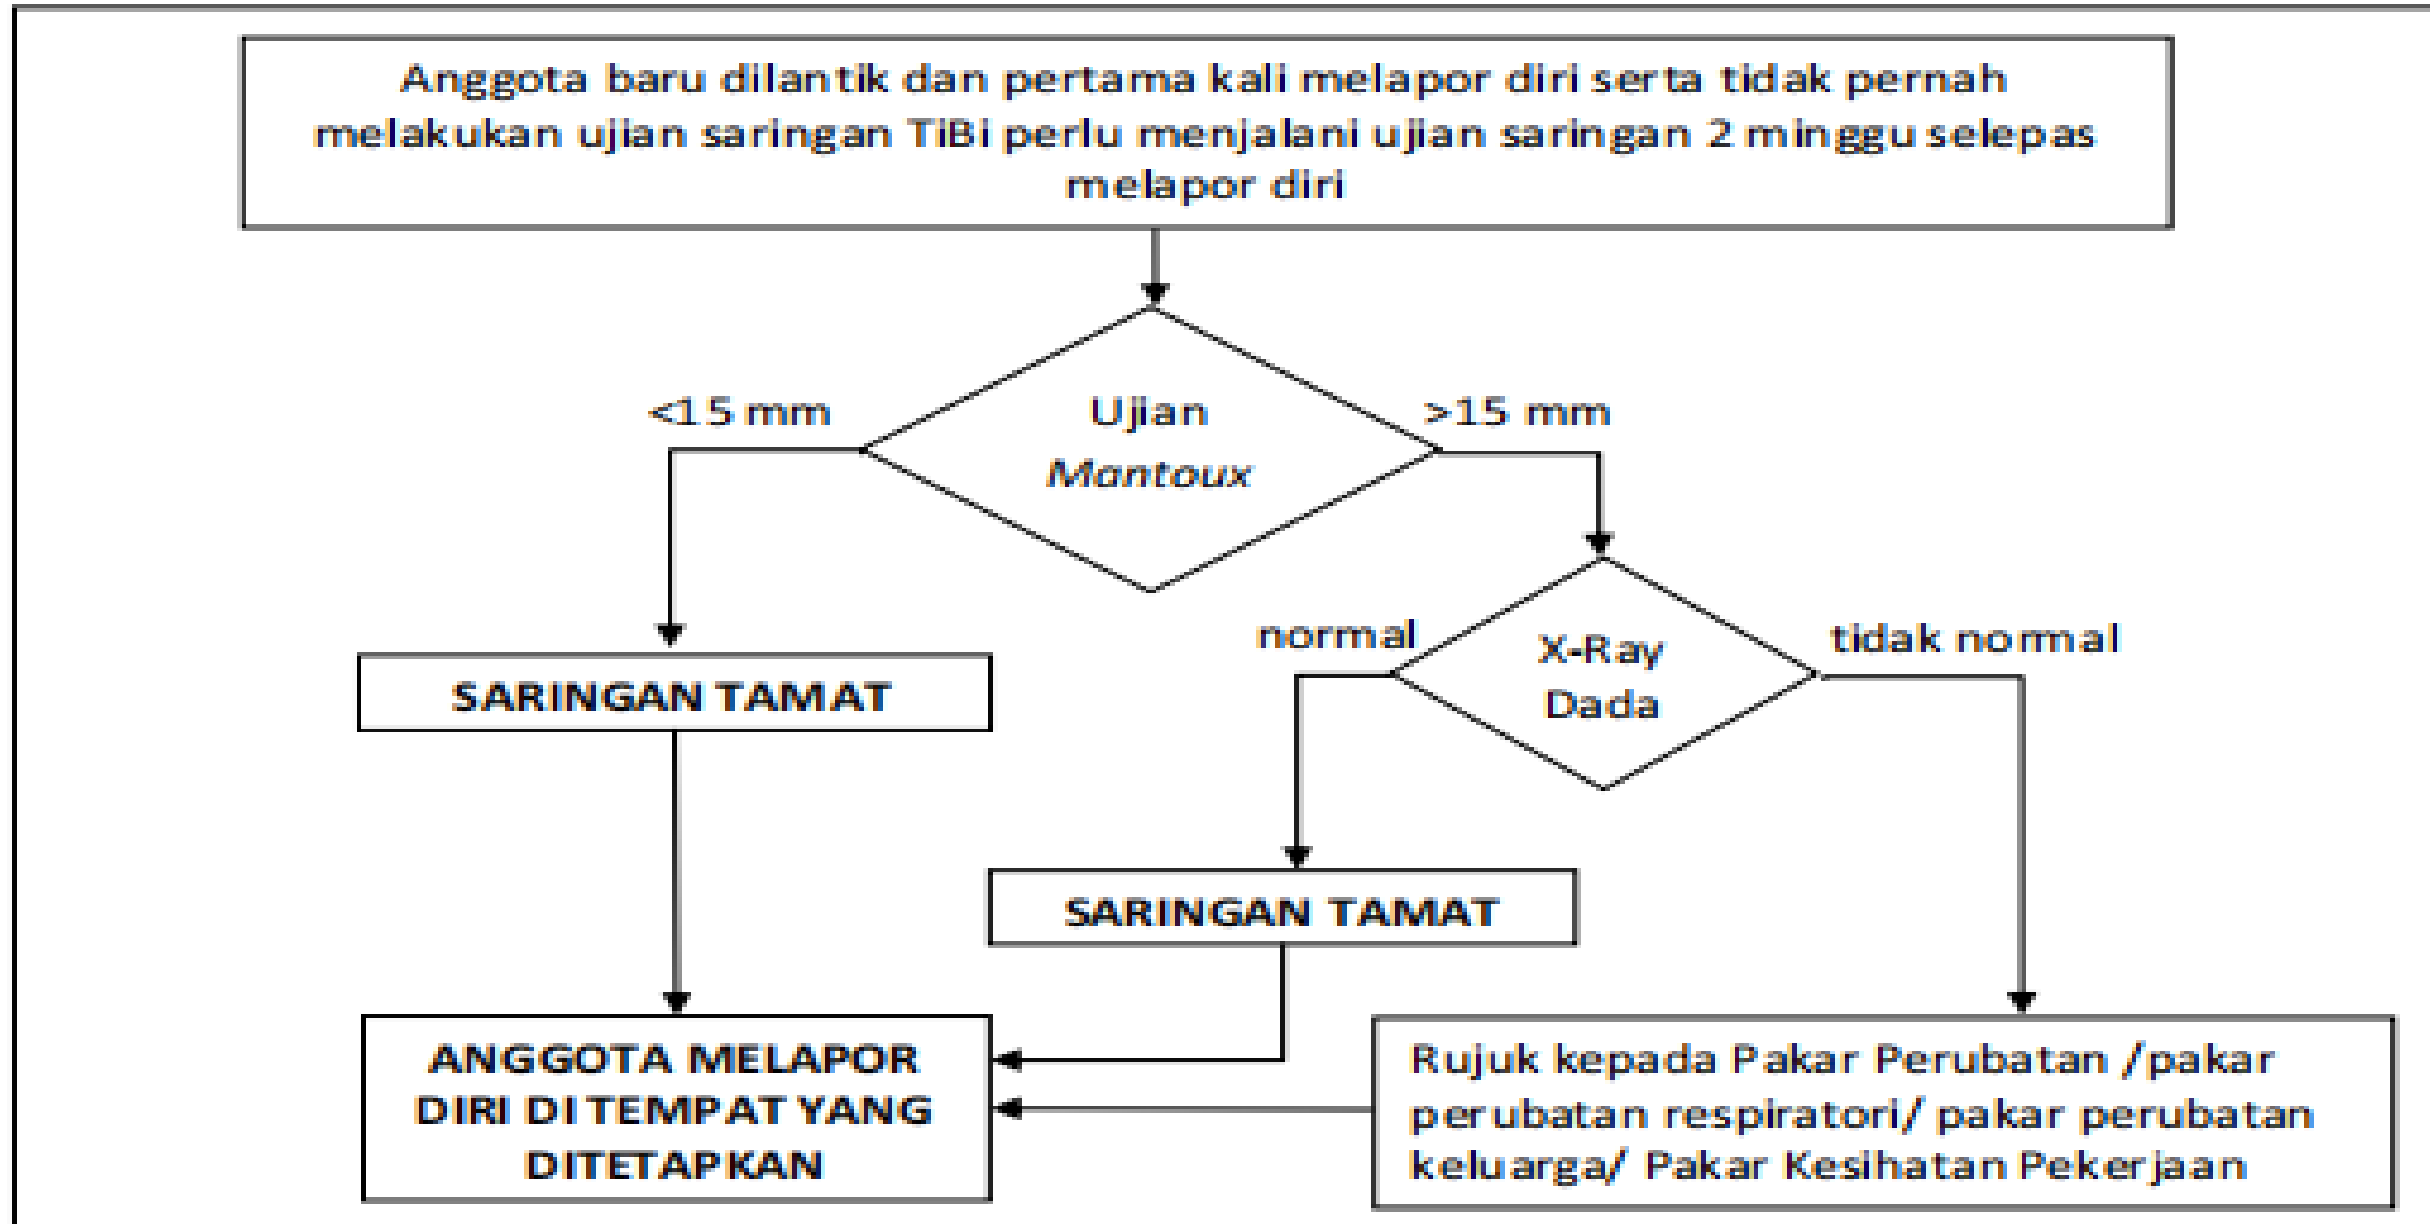 Anggota baru dilantik dan pertama kali melapor diri serta tidak pernah
melakukan ujian saringan TiBi perlu menjalani ujian saringan 2 minggu selepas
melapor diri
<15 mm
Ujian
Mantoux
>15 mm
normal
X-Ray
Dada
tidak normal
SARINGAN TAMAT
SARINGAN TAMAT
ANGGOTA MELAPOR
DIRI DI TEMPAT YANG
DITETAPKAN
Rujuk kepada Pakar Perubatan /pakar
perubatan respiratori/ pakar perubatan
keluarga/ Pakar Kesihatan Pekerjaan